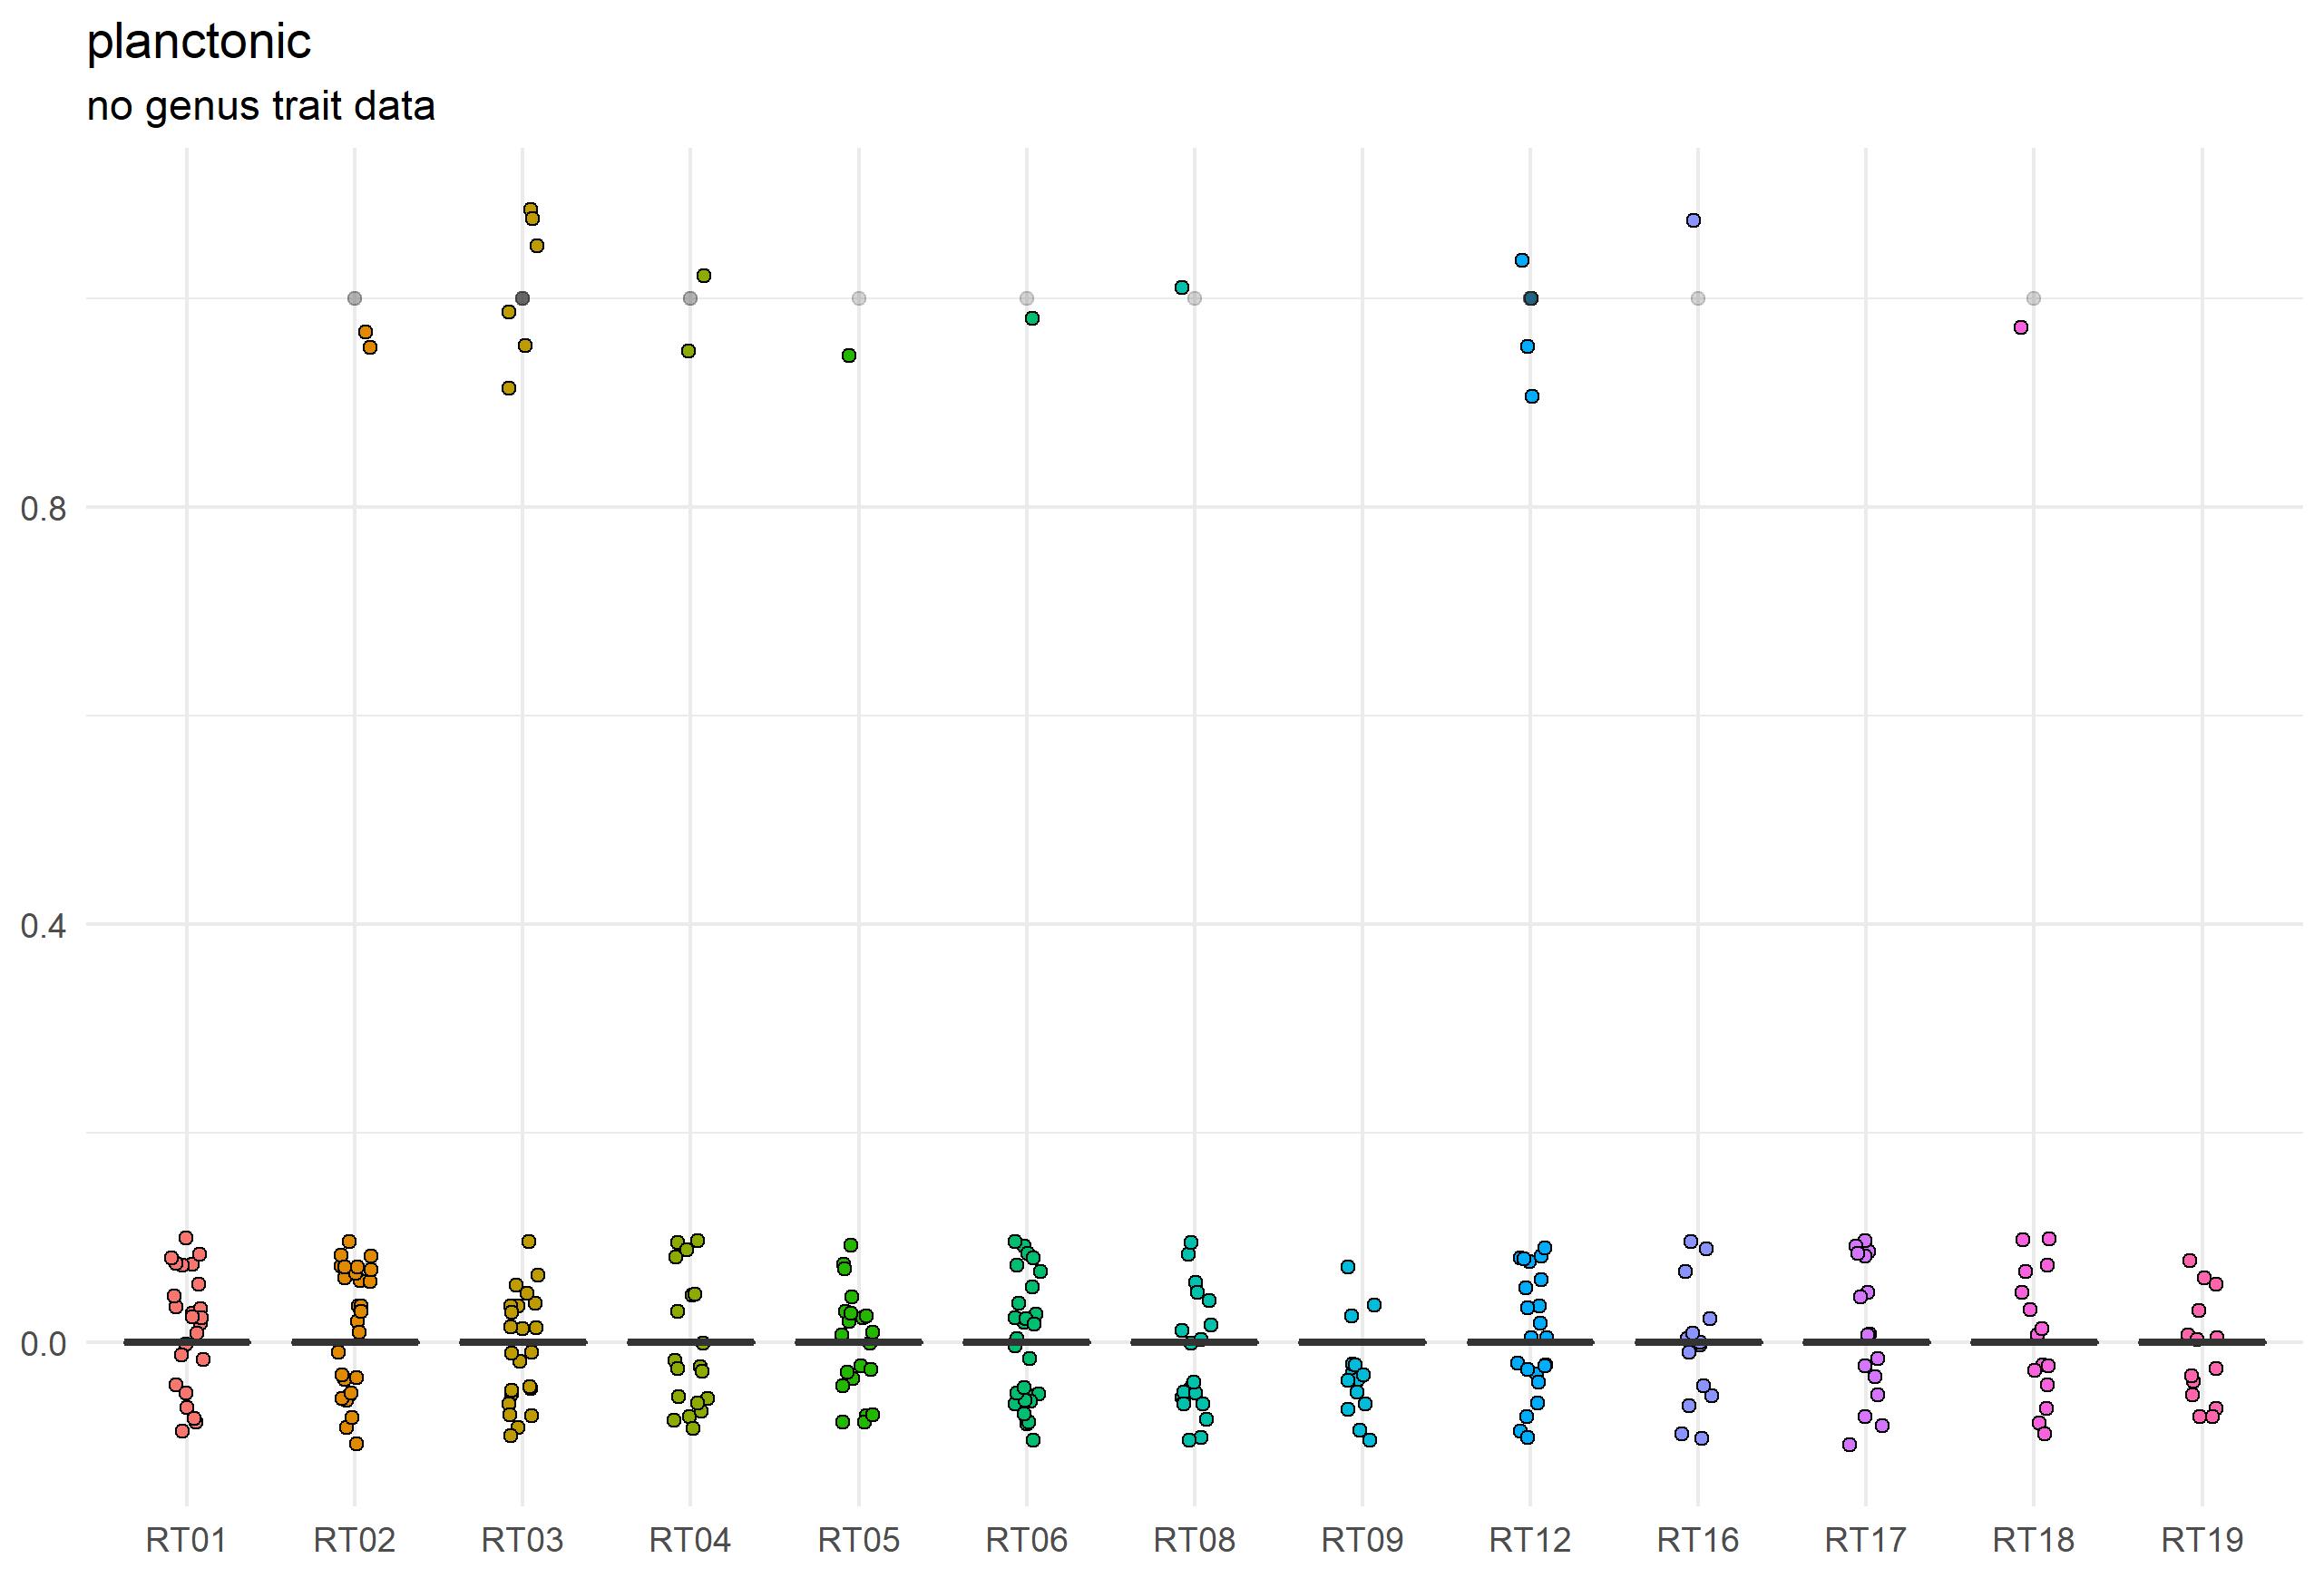 planctonic
no genus trait data
0.8
0.4
0.0
RT01 RT02 RT03 RT04 RT05 RT06 RT08 RT09 RT12 RT16 RT17 RT18 RT19